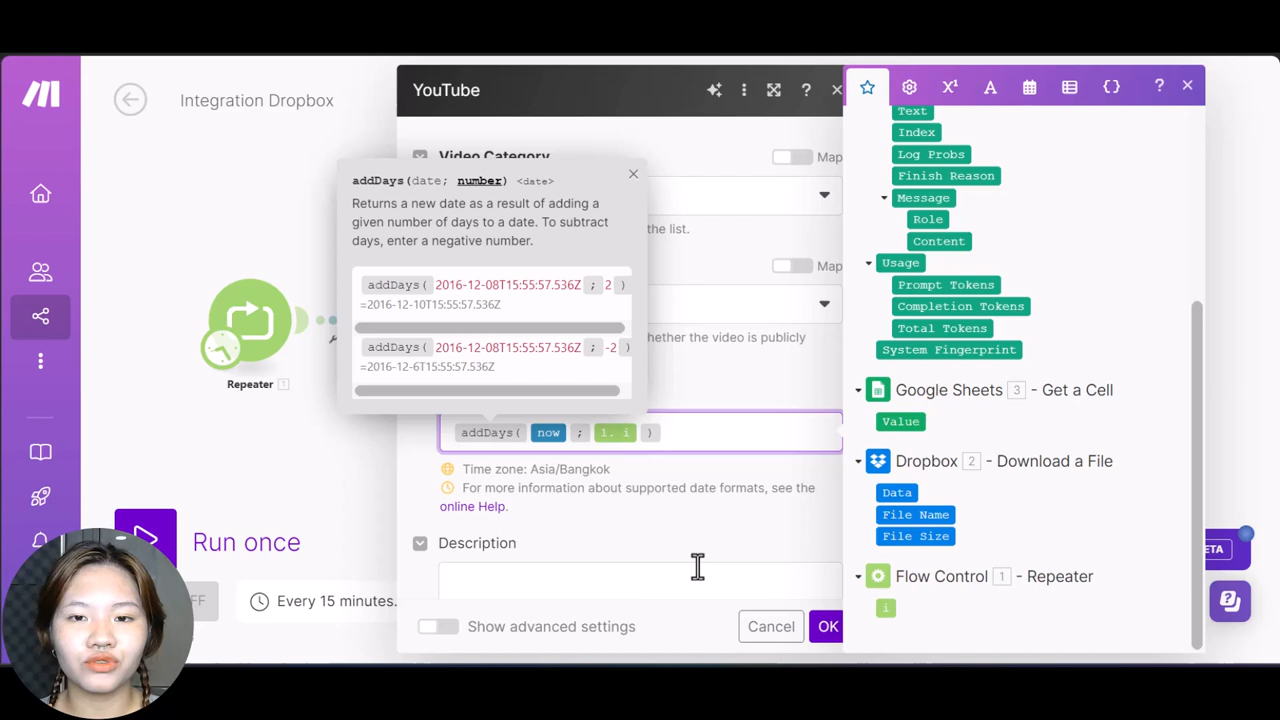 Integration Dropbox
Repeater 1
Run once
FF
Every 15 minutes.
YouTube
Video Category
Map
the list.
Map
hether the video is publicly
addDays(date; number) <date>
Returns a new date as a result of adding a
given number of days to a date. To subtract
days, enter a negative number.
addDays( 2016-12-08T15:55:57.536Z ; 2 )
=2016-12-10T15:55:57.536Z
addDays( 2016-12-08T15:55:57.536Z ; -2 )
=2016-12-6T15:55:57.536Z
addDays( now ; 1. i )
Time zone: Asia/Bangkok
For more information about supported date formats, see the
online Help.
Description
Show advanced settings
Cancel
OK
Text
Index
Log Probs
Finish Reason
Message
Role
Content
Usage
Prompt Tokens
Completion Tokens
Total Tokens
System Fingerprint
Google Sheets 3 - Get a Cell
Value
Dropbox 2 - Download a File
Data
File Name
File Size
Flow Control 1 - Repeater
i
ETA